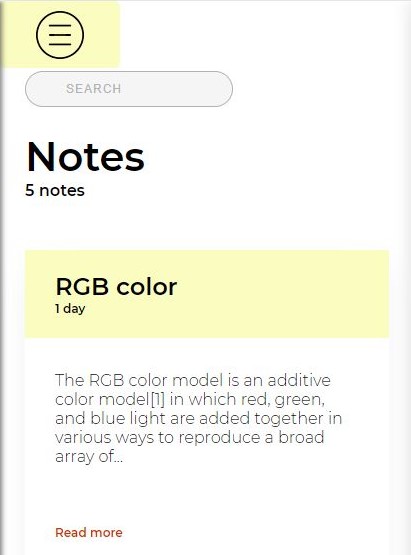 SEARCH
Notes
5 notes
RGB color
1 day
The RGB color model is an additive
color model[1] in which red, green,
and blue light are added together in
various ways to reproduce a broad
array of...
Read more